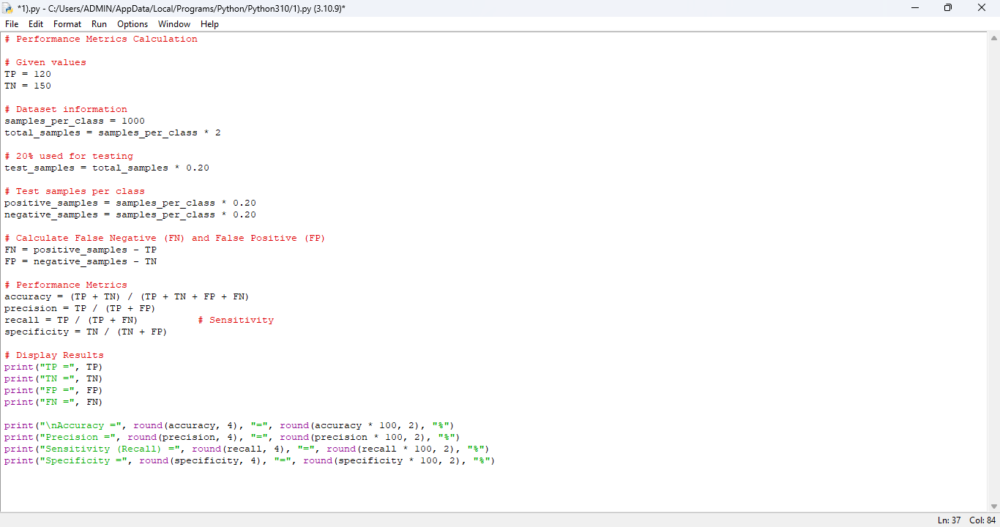 *1).py - C:/Users/ADMIN/AppData/Local/Programs/Python/Python310/1).py (3.10.9)*
File Edit Format Run Options Window Help
# Performance Metrics Calculation
# Given values
TP = 120
TN = 150
# Dataset information
samples_per_class = 1000
total_samples = samples_per_class * 2
# 20% used for testing
test_samples = total_samples * 0.20
# Test samples per class
positive_samples = samples_per_class * 0.20
negative_samples = samples_per_class * 0.20
# Calculate False Negative (FN) and False Positive (FP)
FN = positive_samples - TP
FP = negative_samples - TN
# Performance Metrics
accuracy = (TP + TN) / (TP + TN + FP + FN)
precision = TP / (TP + FP)
recall = TP / (TP + FN)          # Sensitivity
specificity = TN / (TN + FP)
# Display Results
print("TP =", TP)
print("TN =", TN)
print("FP =", FP)
print("FN =", FN)
print("\nAccuracy =", round(accuracy, 4), "=", round(accuracy * 100, 2), "%")
print("Precision =", round(precision, 4), "=", round(precision * 100, 2), "%")
print("Sensitivity (Recall) =", round(recall, 4), "=", round(recall * 100, 2), "%")
print("Specificity =", round(specificity, 4), "=", round(specificity * 100, 2), "%")
Ln: 37 Col: 84